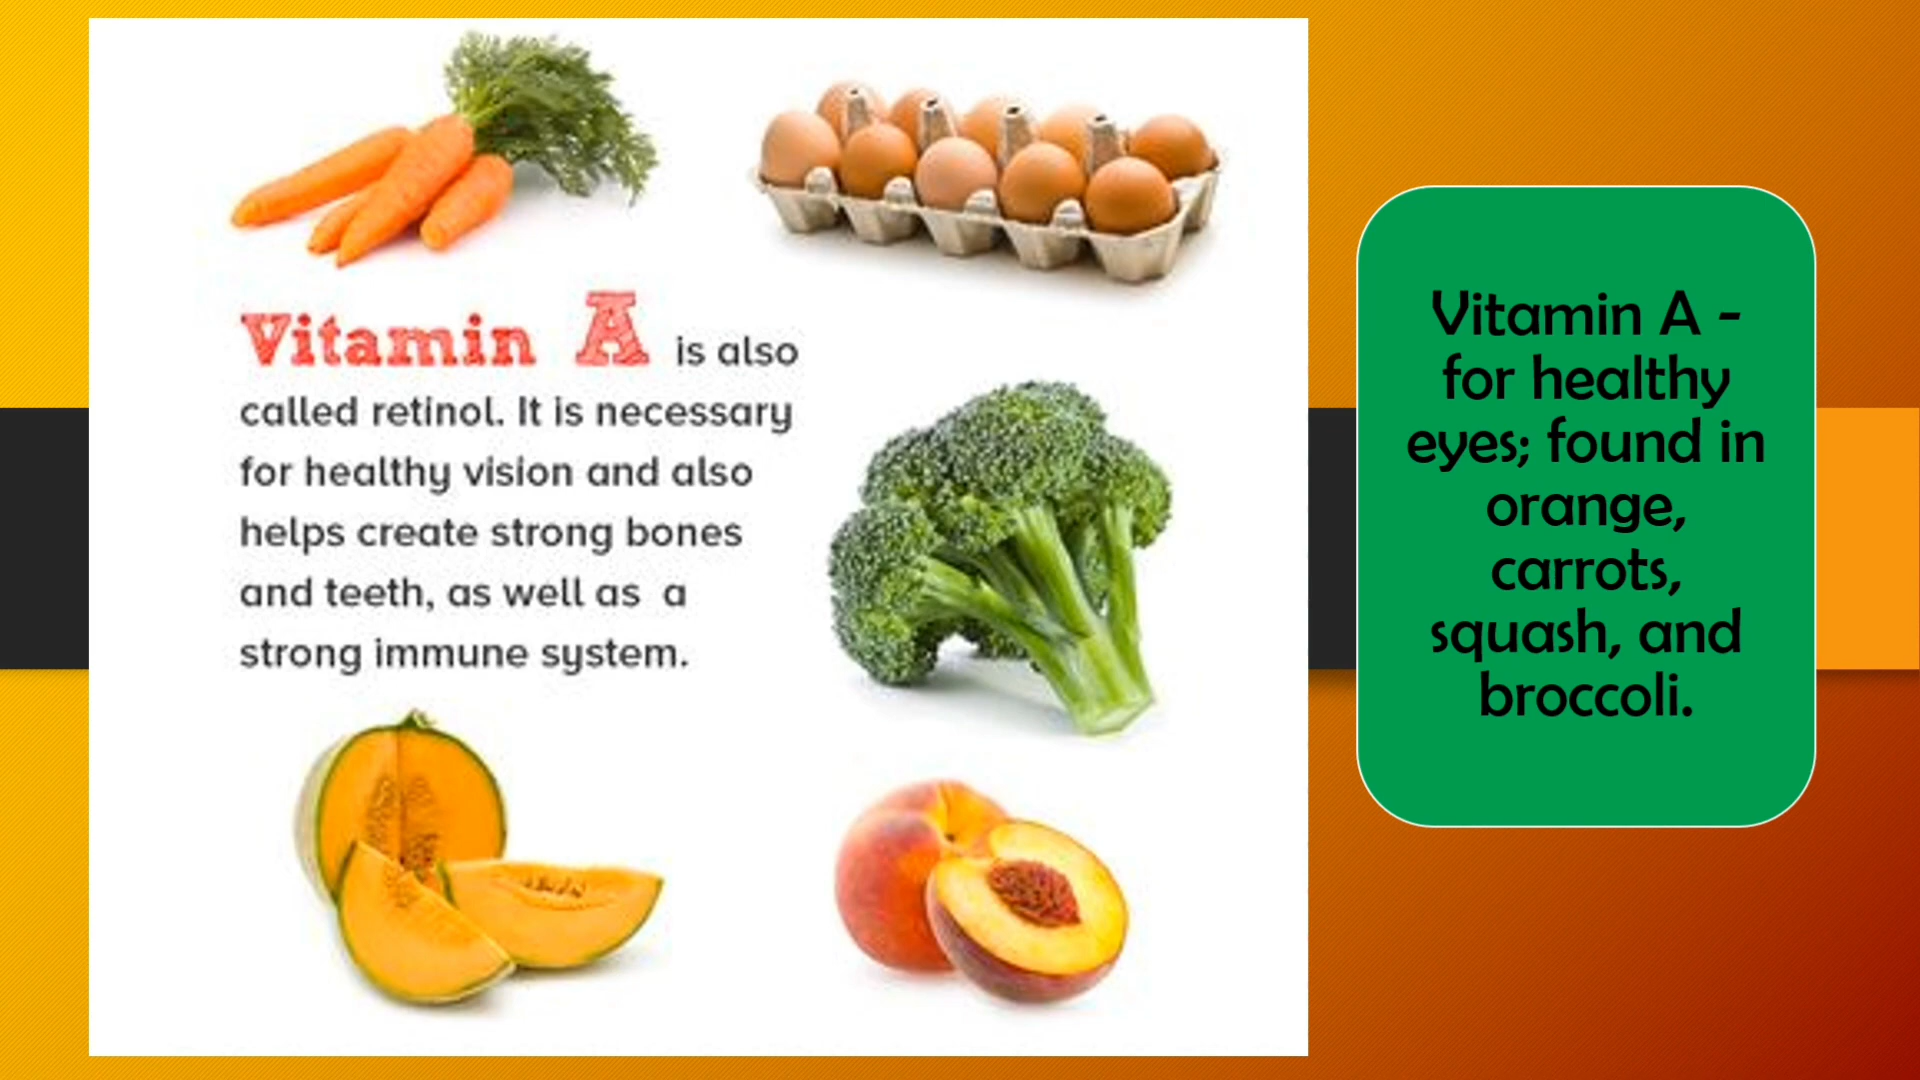 Vitamin A is also
called retinol. It is necessary
for healthy vision and also
helps create strong bones
and teeth, as well as a
strong immune system.
Vitamin A -
for healthy
eyes; found in
orange,
carrots,
squash, and
broccoli.